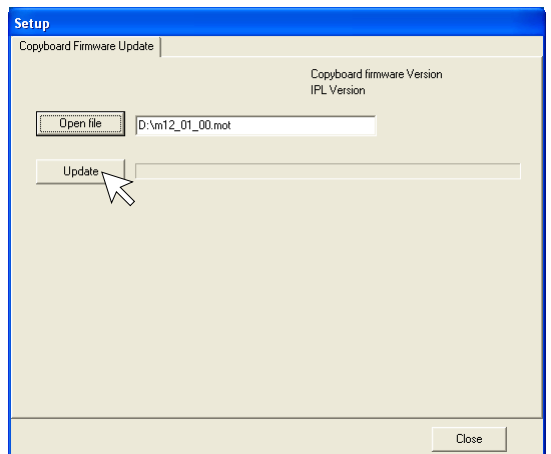 Setup
Copyboard Firmware Update
Copyboard firmware Version
IPL Version
Open file
D:\m12_01_00.mot
Update
Close